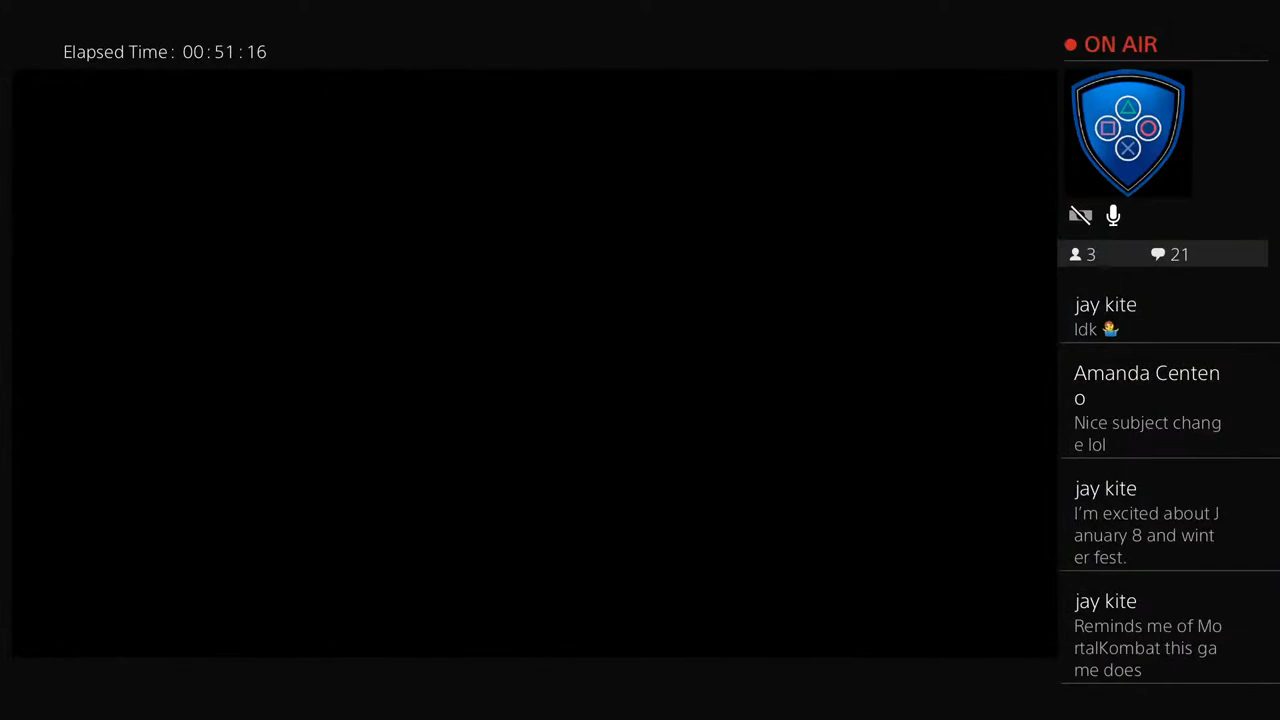 Elapsed Time: 00:51:16
ON AIR
3 21
jay kite
Idk 🤷
Amanda Centen
o
Nice subject chang
e lol
jay kite
I’m excited about J
anuary 8 and wint
er fest.
jay kite
Reminds me of Mo
rtalKombat this ga
me does